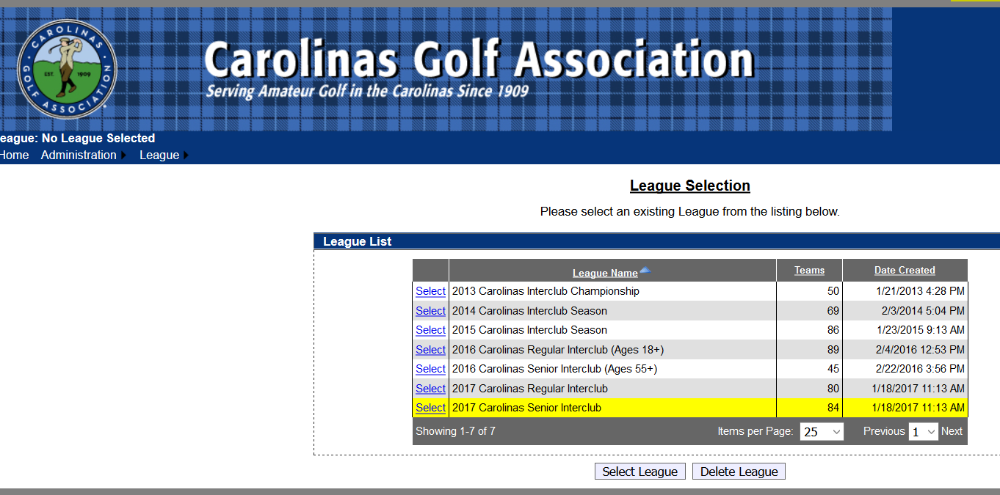 CAROLINAS GOLF ASSOCIATION
EST. 1909
Carolinas Golf Association
Serving Amateur Golf in the Carolinas Since 1909
eague: No League Selected
Home Administration League
League Selection
Please select an existing League from the listing below.
League List
League Name Teams Date Created
Select 2013 Carolinas Interclub Championship 50 1/21/2013 4:28 PM
Select 2014 Carolinas Interclub Season 69 2/3/2014 5:04 PM
Select 2015 Carolinas Interclub Season 86 1/23/2015 9:13 AM
Select 2016 Carolinas Regular Interclub (Ages 18+) 89 2/4/2016 12:53 PM
Select 2016 Carolinas Senior Interclub (Ages 55+) 45 2/22/2016 3:56 PM
Select 2017 Carolinas Regular Interclub 80 1/18/2017 11:13 AM
Select 2017 Carolinas Senior Interclub 84 1/18/2017 11:13 AM
Showing 1-7 of 7 Items per Page: 25 Previous 1 Next
Select League Delete League